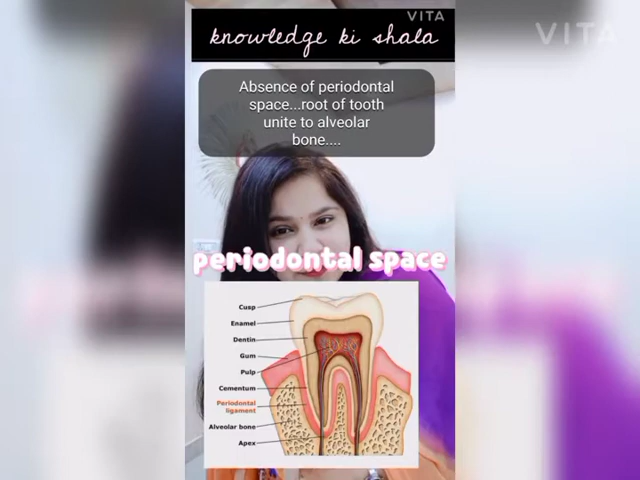 VITA
VITA
knowledge ki shala
Absence of periodontal
space...root of tooth
unite to alveolar
bone....
periodontal space
Cusp
Enamel
Dentin
Gum
Pulp
Cementum
Periodontal
ligament
Alveolar bone
Apex